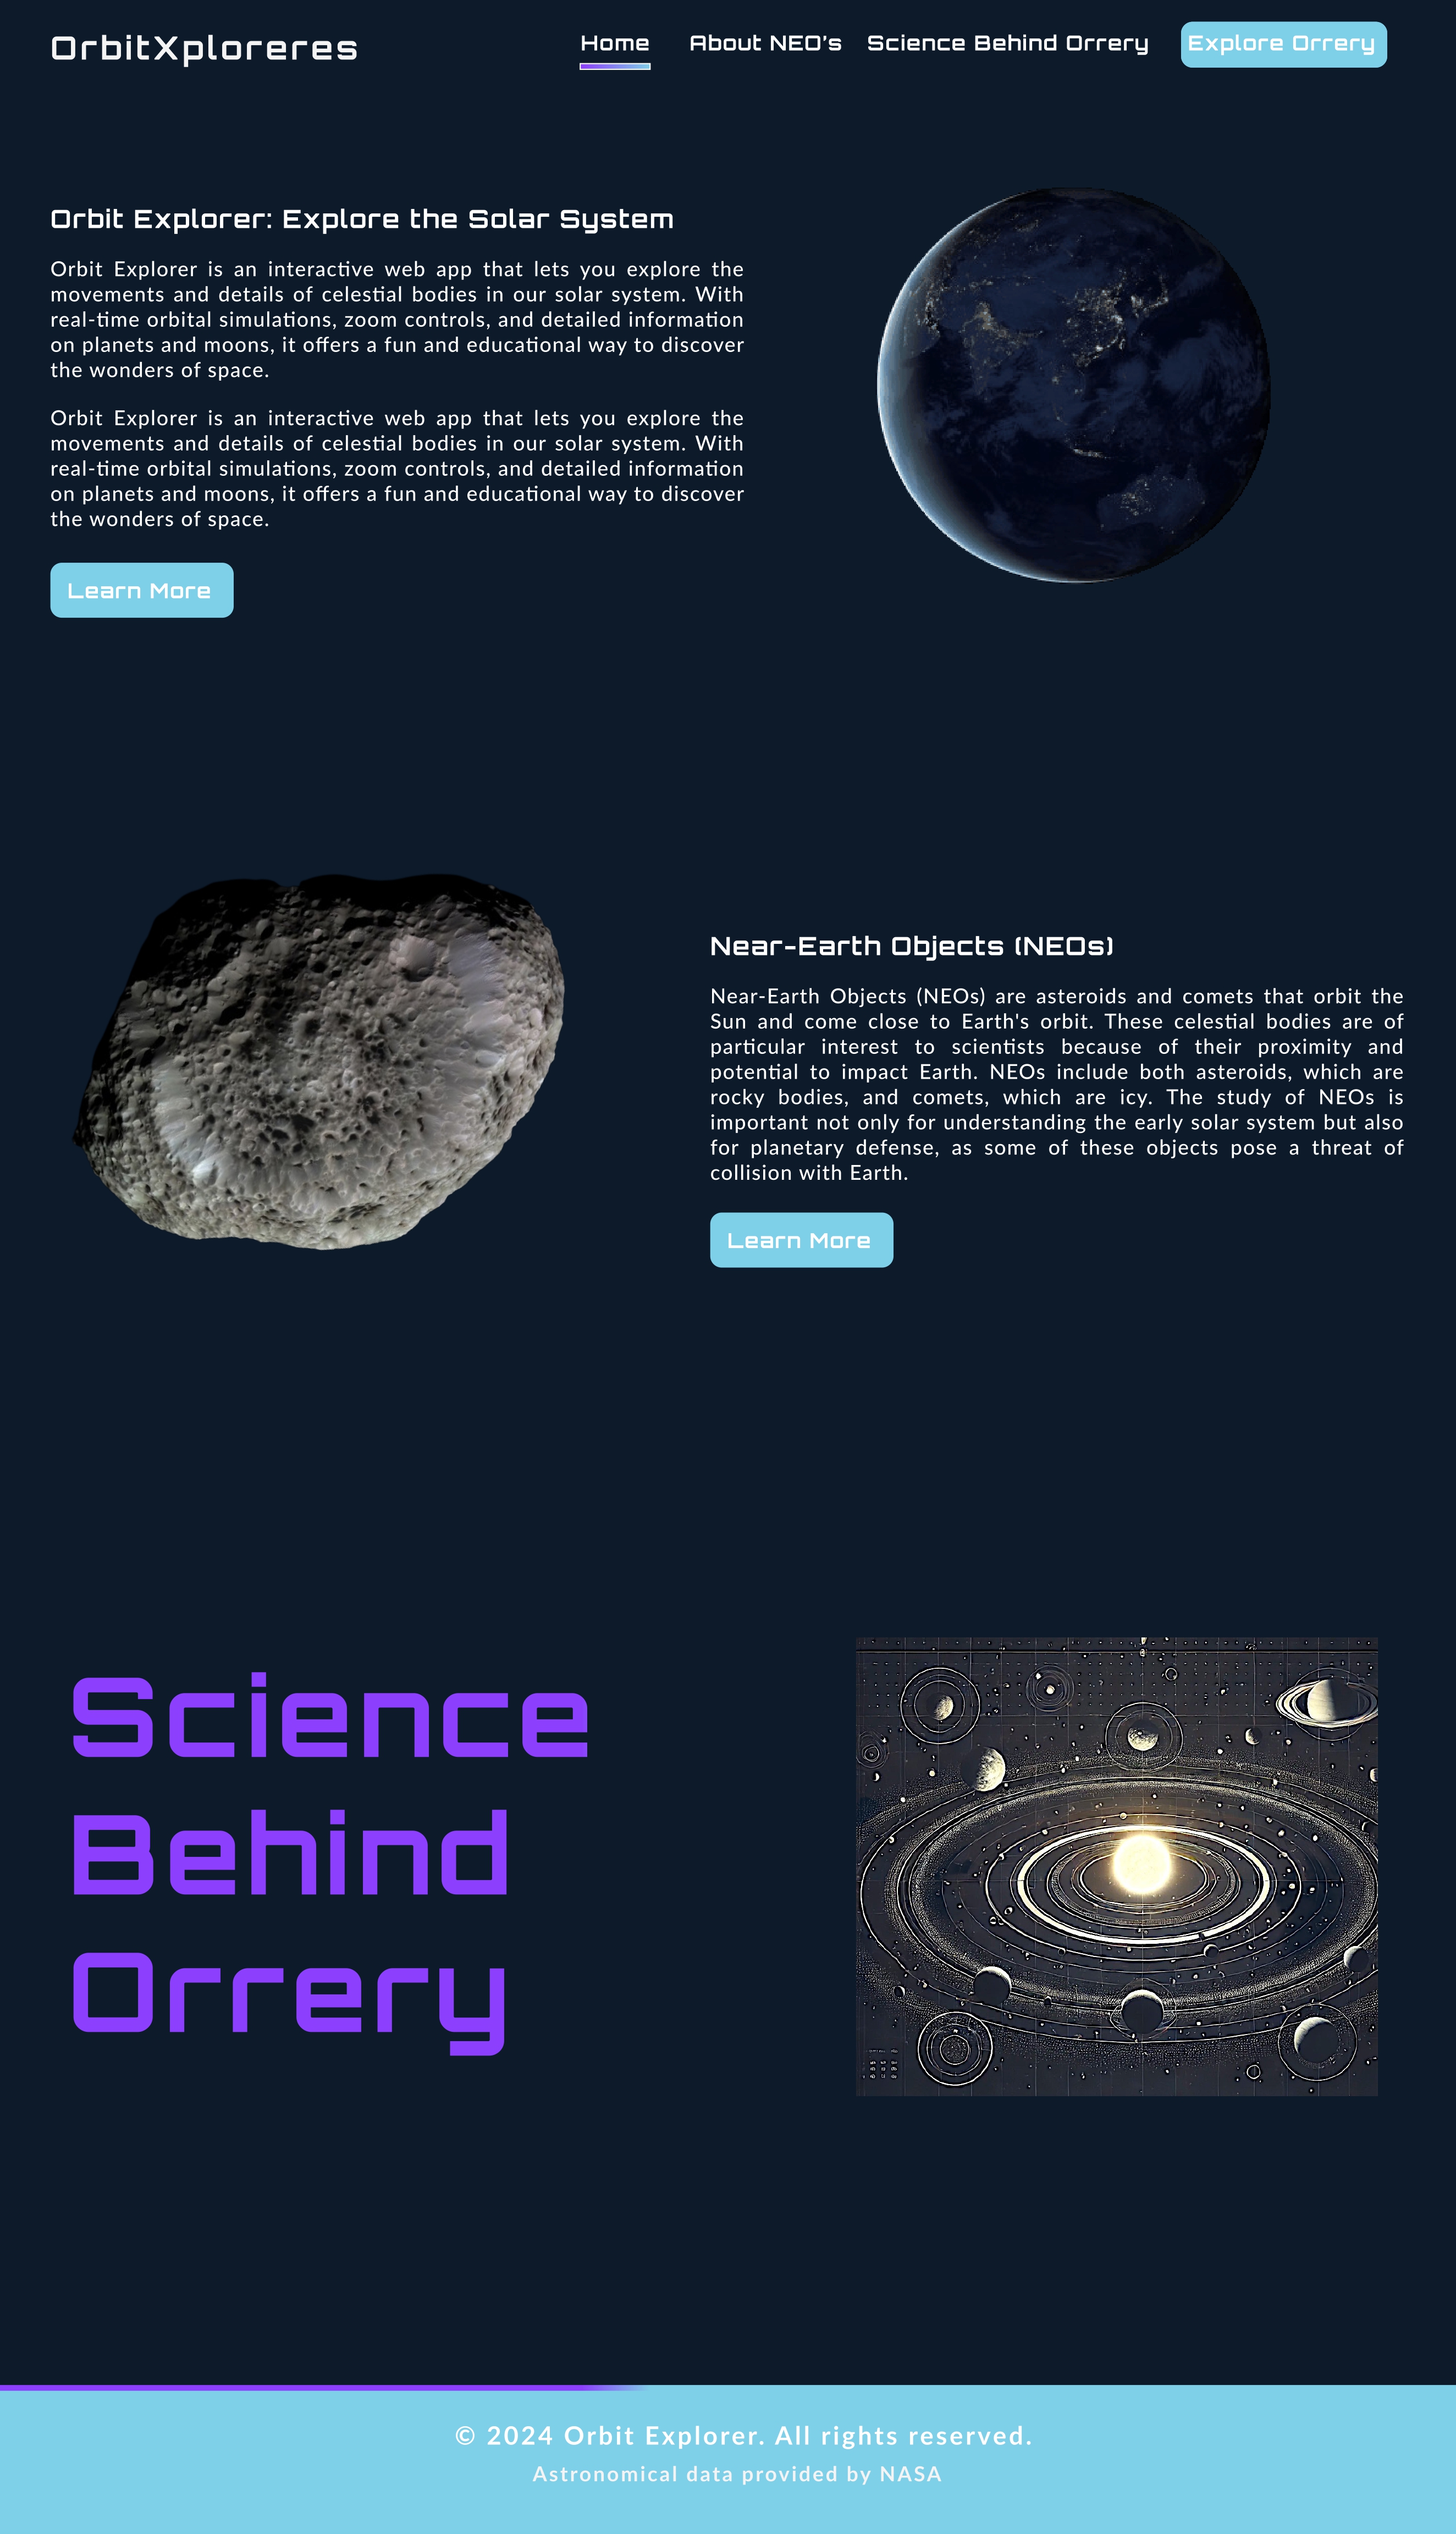 OrbitXploreres
Home About NEO's Science Behind Orrery Explore Orrery
Orbit Explorer: Explore the Solar System
Orbit Explorer is an interactive web app that lets you explore the
movements and details of celestial bodies in our solar system. With
real-time orbital simulations, zoom controls, and detailed information
on planets and moons, it offers a fun and educational way to discover
the wonders of space.
Orbit Explorer is an interactive web app that lets you explore the
movements and details of celestial bodies in our solar system. With
real-time orbital simulations, zoom controls, and detailed information
on planets and moons, it offers a fun and educational way to discover
the wonders of space.
Learn More
Near-Earth Objects (NEOs)
Near-Earth Objects (NEOs) are asteroids and comets that orbit the
Sun and come close to Earth's orbit. These celestial bodies are of
particular interest to scientists because of their proximity and
potential to impact Earth. NEOs include both asteroids, which are
rocky bodies, and comets, which are icy. The study of NEOs is
important not only for understanding the early solar system but also
for planetary defense, as some of these objects pose a threat of
collision with Earth.
Learn More
Science
Behind
Orrery
© 2024 Orbit Explorer. All rights reserved.
Astronomical data provided by NASA